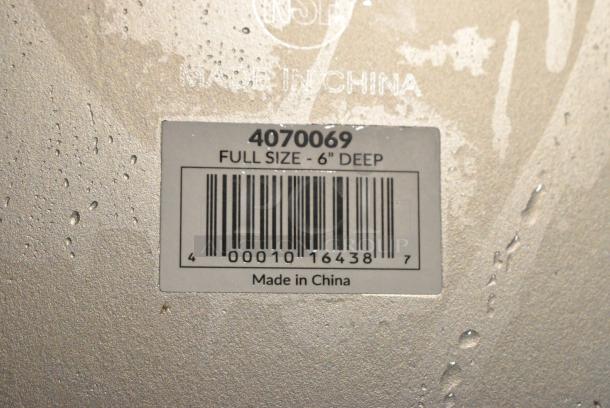 NSF
MADE IN CHINA
4070069
FULL SIZE - 6" DEEP
4 00010 16438 7
Made in China